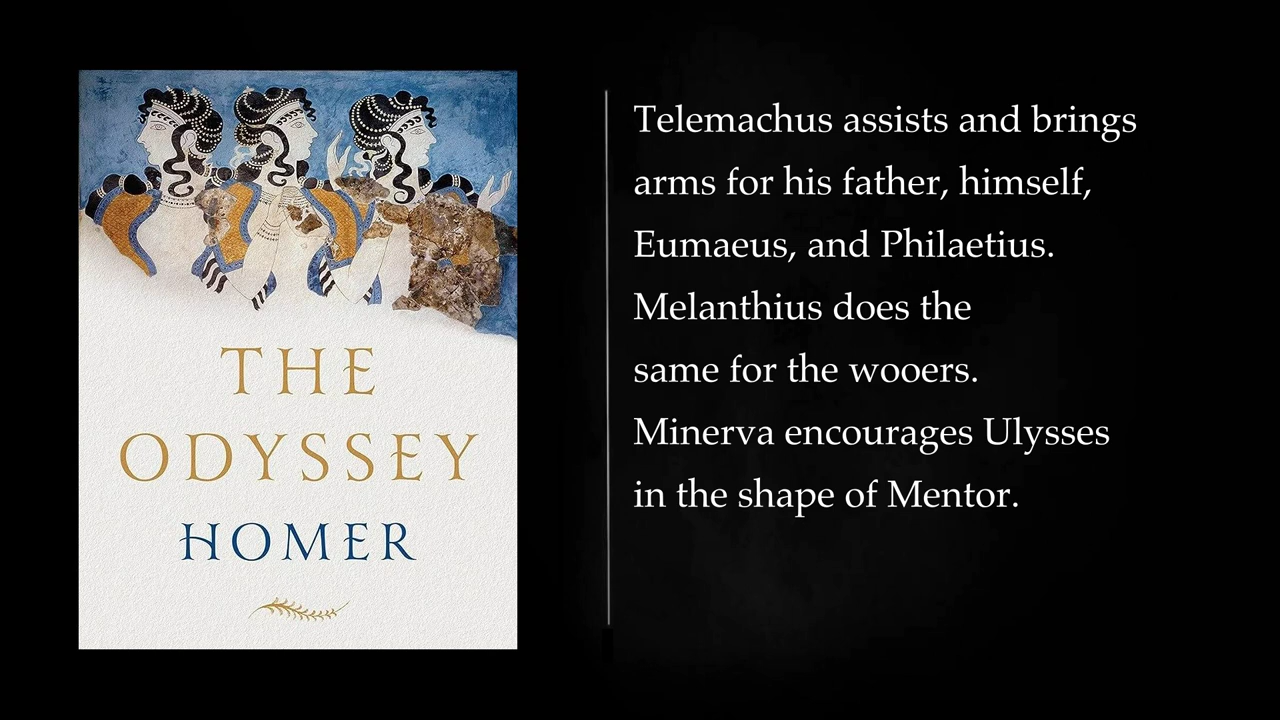 THE
ODYSSEY
HOMER
Telemachus assists and brings
arms for his father, himself,
Eumaeus, and Philaetius.
Melanthius does the
same for the wooers.
Minerva encourages Ulysses
in the shape of Mentor.